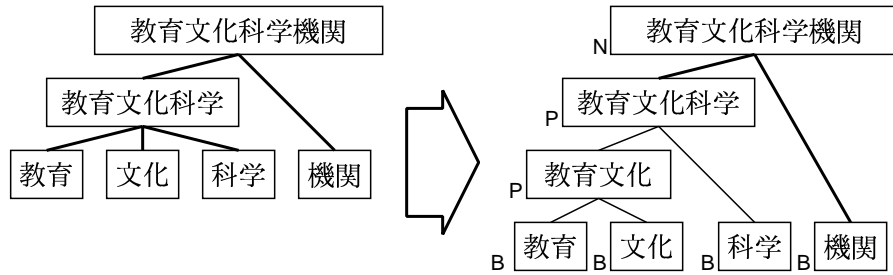 教育文化科学機関
教育文化科学
教育 文化 科学 機関
N 教育文化科学機関
P 教育文化科学
P 教育文化
B 教育 B 文化 B 科学 B 機関